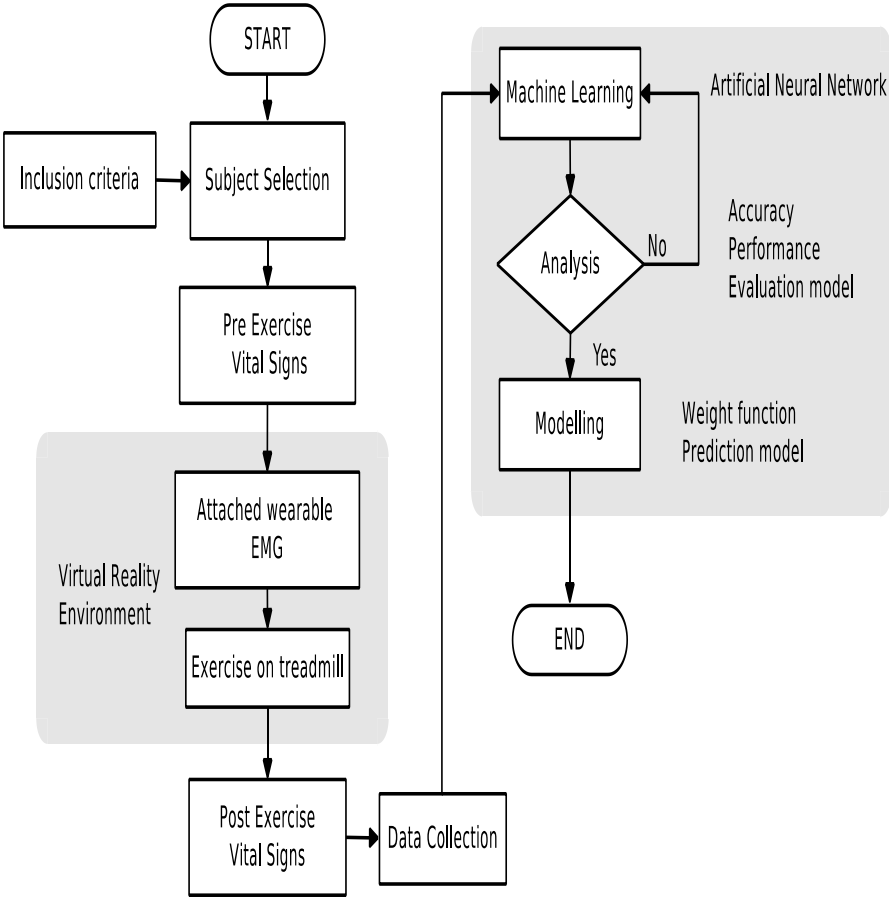 START
Inclusion criteria
Subject Selection
Pre Exercise
Vital Signs
Attached wearable
EMG
Virtual Reality
Environment
Exercise on treadmill
Post Exercise
Vital Signs
Data Collection
Machine Learning
Artificial Neural Network
Analysis
No
Accuracy
Performance
Evaluation model
Yes
Modelling
Weight function
Prediction model
END